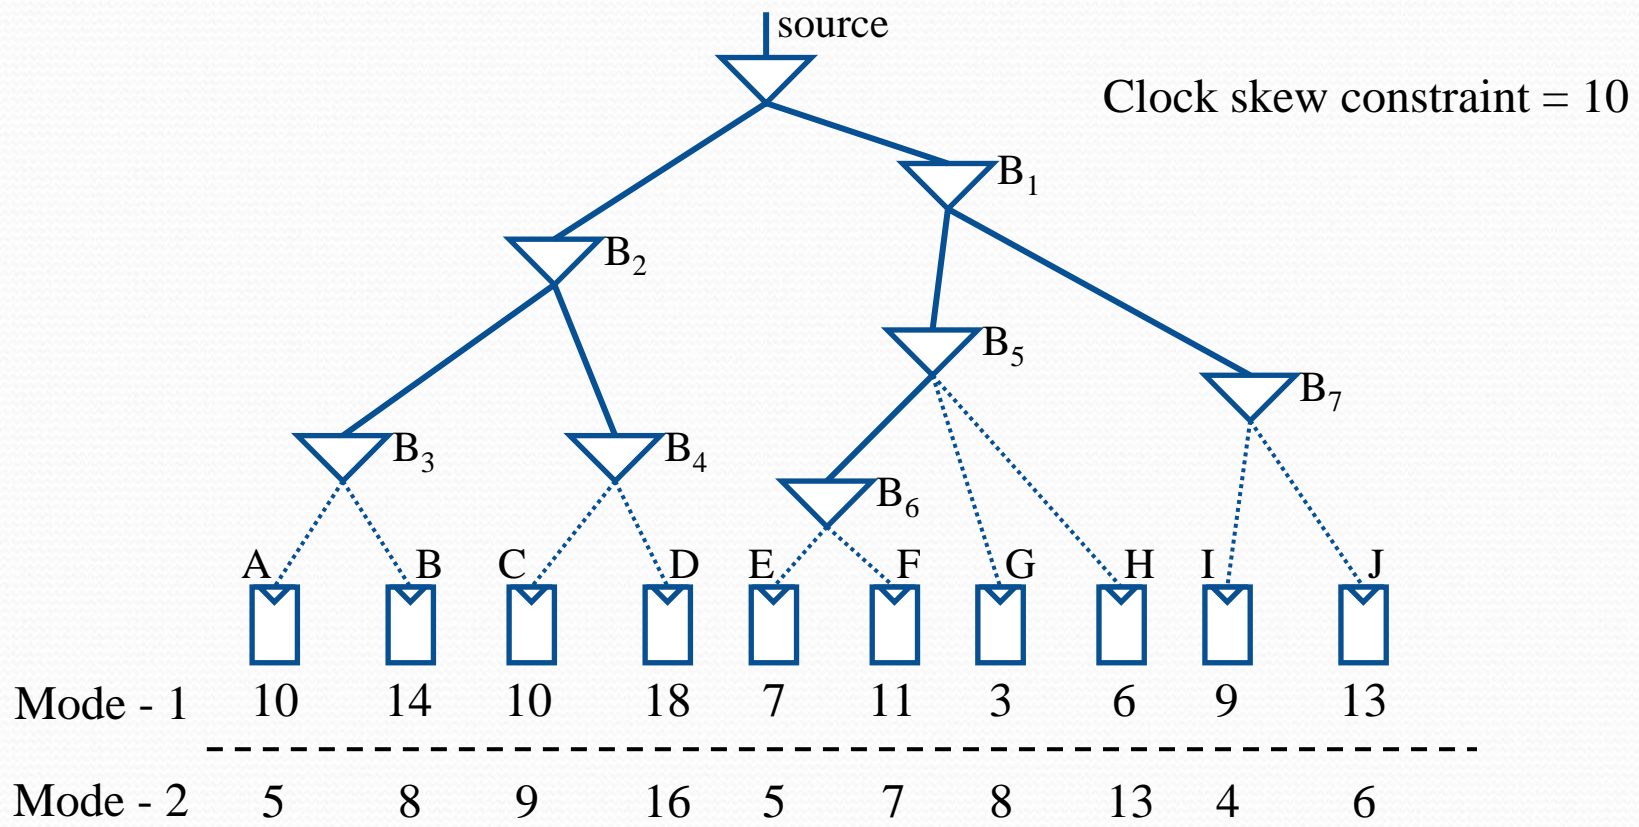 source
Clock skew constraint = 10
B1
B2
B5
B7
B3
B4
B6
A B C D E F G H I J
Mode - 1 10 14 10 18 7 11 3 6 9 13
Mode - 2 5 8 9 16 5 7 8 13 4 6